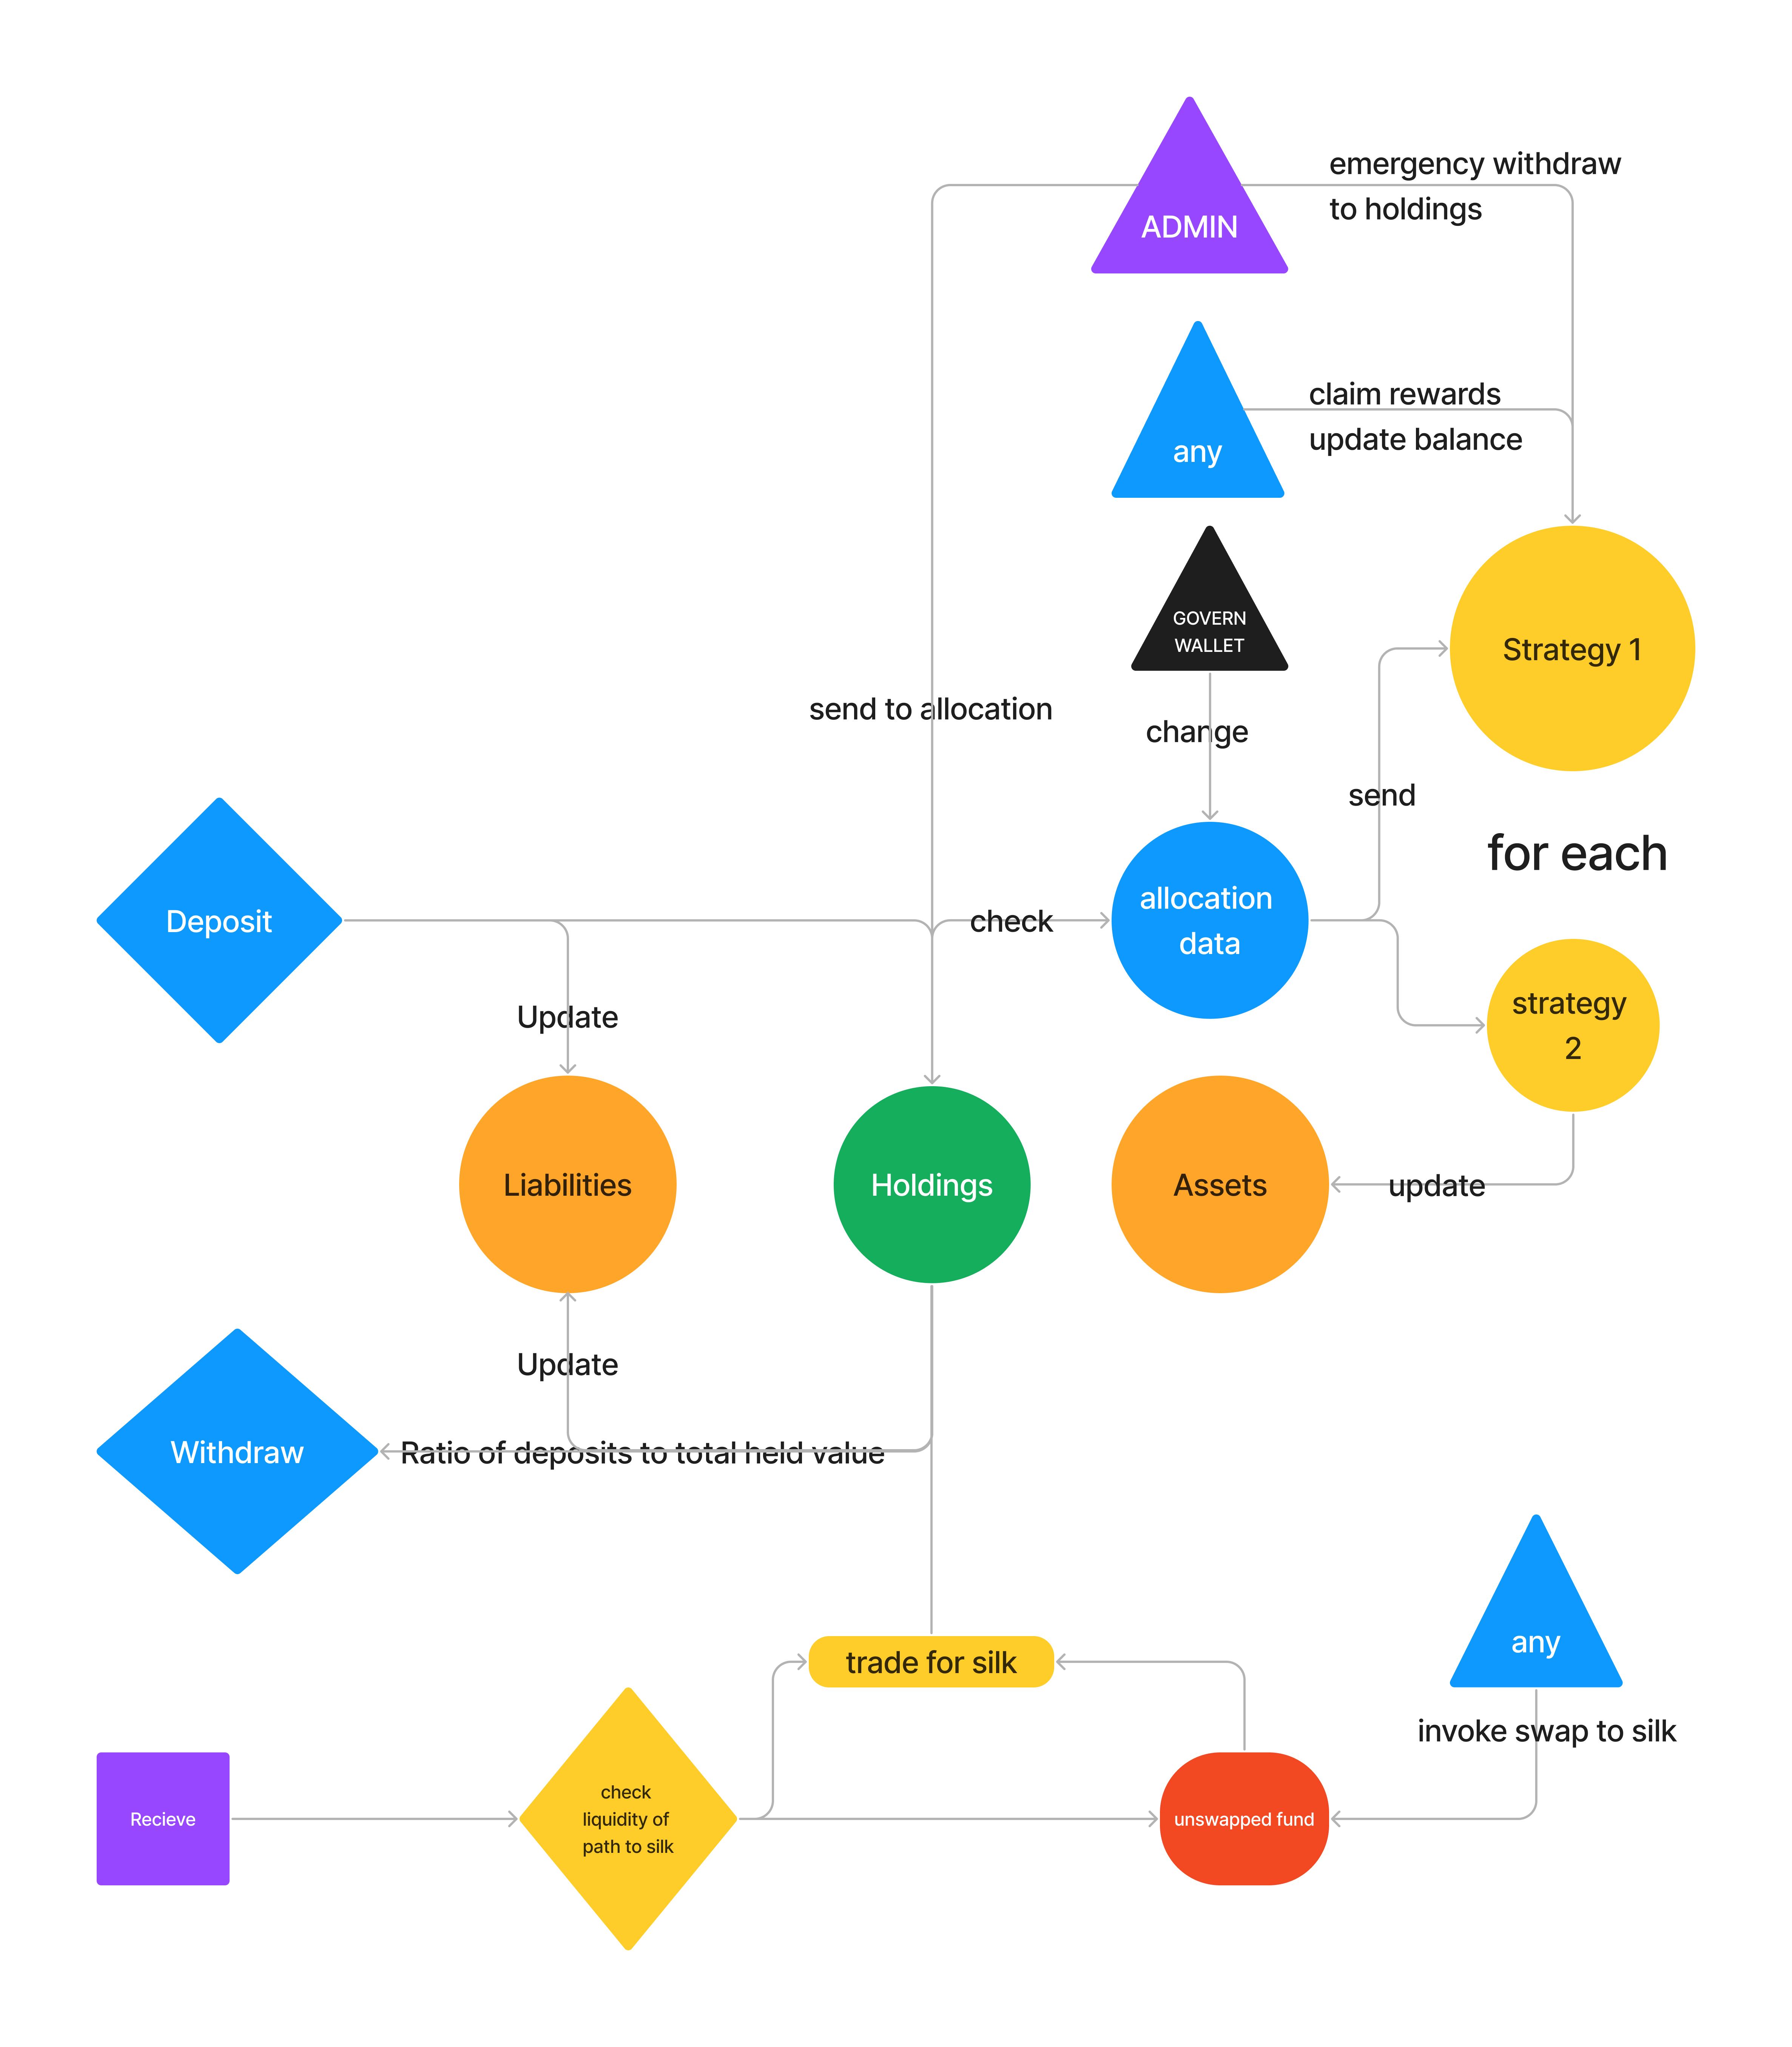 emergency withdraw
to holdings
ADMIN
claim rewards
update balance
any
GOVERN
WALLET
Strategy 1
send to allocation
change
send
for each
allocation
data
Deposit
check
strategy
2
Update
Liabilities
Holdings
Assets
update
Update
Withdraw
Ratio of deposits to total held value
any
trade for silk
invoke swap to silk
Recieve
check
liquidity of
path to silk
unswapped fund